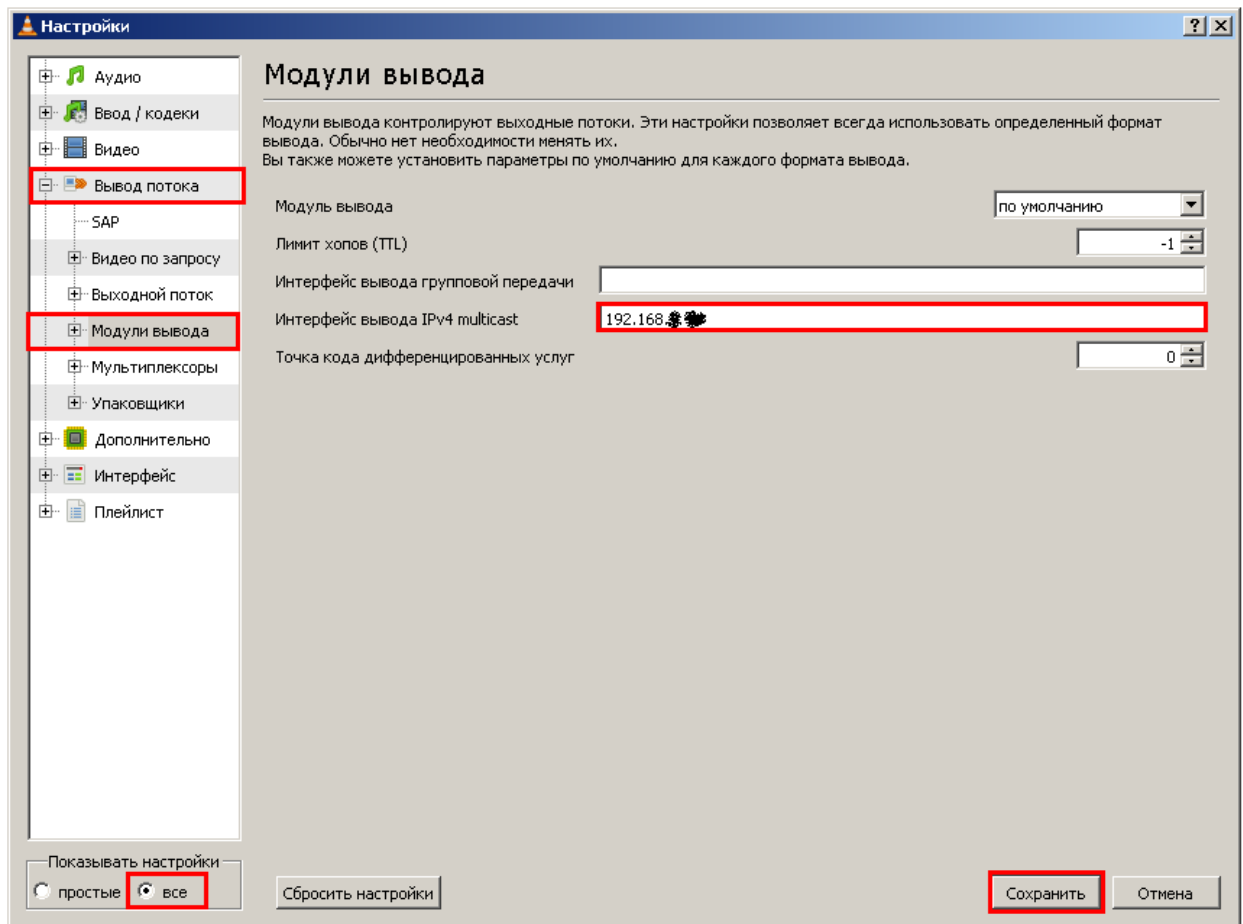 Настройки
Аудио
Ввод / кодеки
Видео
Вывод потока
SAP
Видео по запросу
Выходной поток
Модули вывода
Мультиплексоры
Упаковщики
Дополнительно
Интерфейс
Плейлист
Показывать настройки
простые
все
Модули вывода
Модули вывода контролируют выходные потоки. Эти настройки позволяет всегда использовать определенный формат
вывода. Обычно нет необходимости менять их.
Вы также можете установить параметры по умолчанию для каждого формата вывода.
Модуль вывода по умолчанию
Лимит хопов (TTL) -1
Интерфейс вывода групповой передачи
Интерфейс вывода IPv4 multicast 192.168.
Точка кода дифференцированных услуг 0
Сбросить настройки Сохранить Отмена